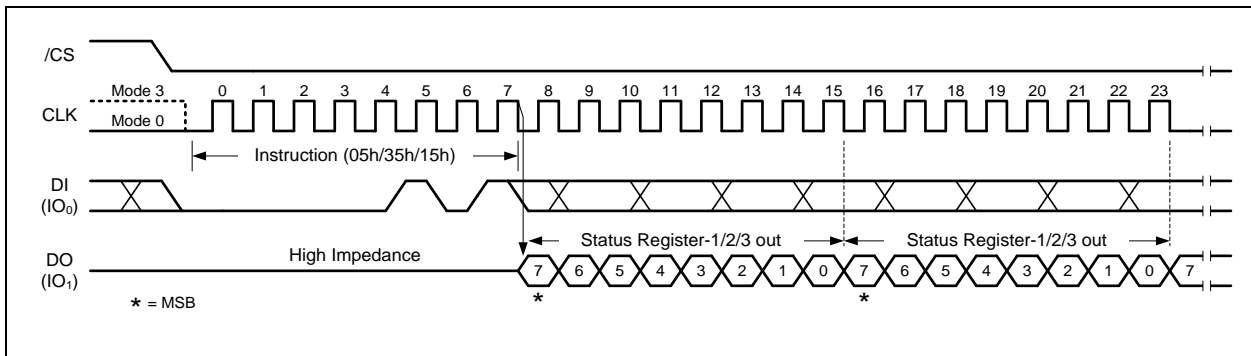 /CS
Mode 3 0 1 2 3 4 5 6 7 8 9 10 11 12 13 14 15 16 17 18 19 20 21 22 23
CLK
Mode 0
Instruction (05h/35h/15h)
DI
(IO₀)
Status Register-1/2/3 out Status Register-1/2/3 out
High Impedance
DO
(IO₁)
7 6 5 4 3 2 1 0 7 6 5 4 3 2 1 0 7
* *
* = MSB